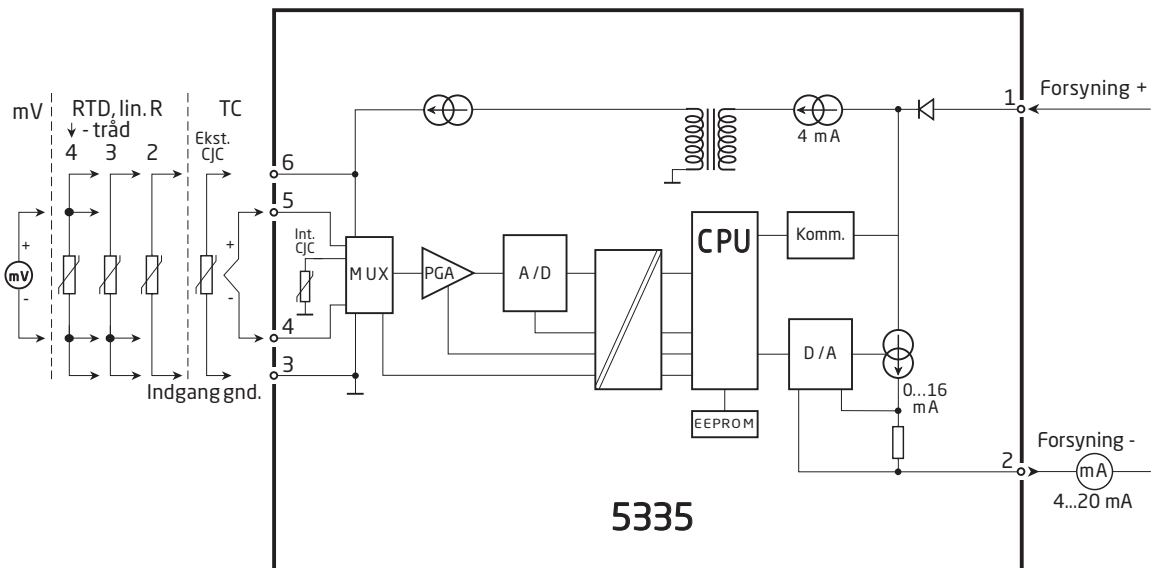 mV
RTD, lin. R
- tråd
4 3 2
TC
Ekst.
CJC
+
mV
-
+
-
Indgang gnd.
6
5
4
3
Int.
CJC
MUX
PGA
A/D
CPU
EEPROM
Komm.
D/A
4 mA
0...16
mA
1
Forsyning +
2
Forsyning -
mA
4...20 mA
5335